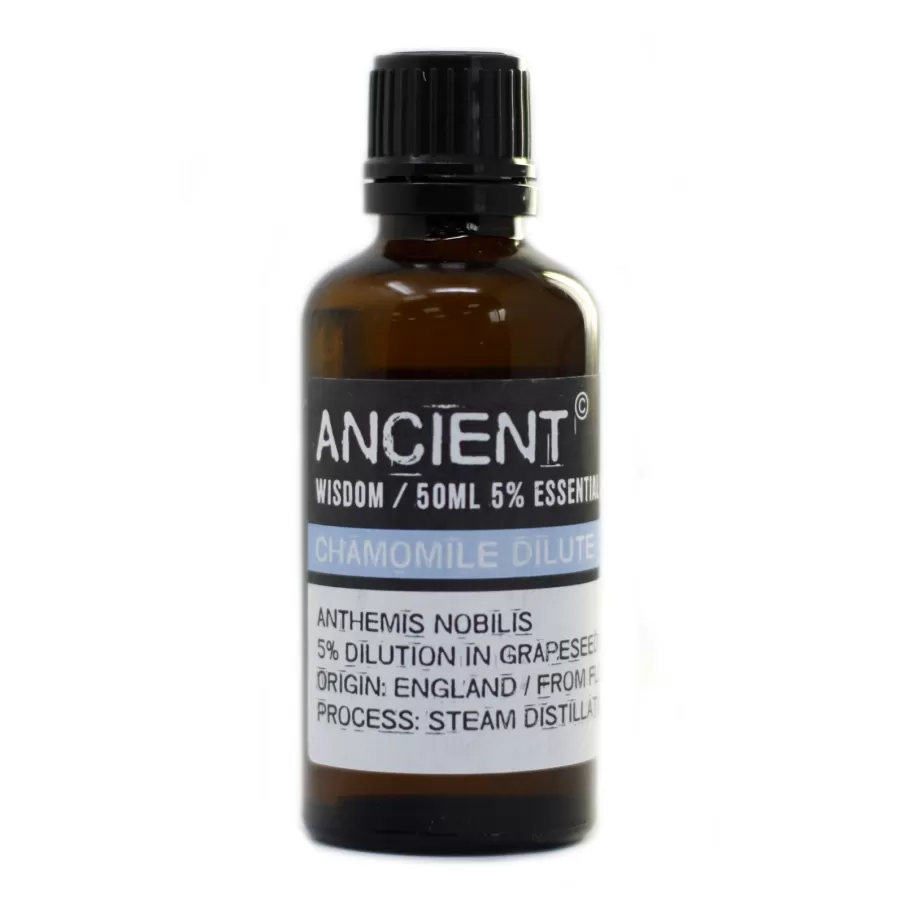 ANCIENT ©
WISDOM / 50ML 5% ESSENTIAL
CHAMOMILE DILUTE
ANTHEMIS NOBILIS
5% DILUTION IN GRAPESEED
ORIGIN: ENGLAND / FROM
PROCESS: STEAM